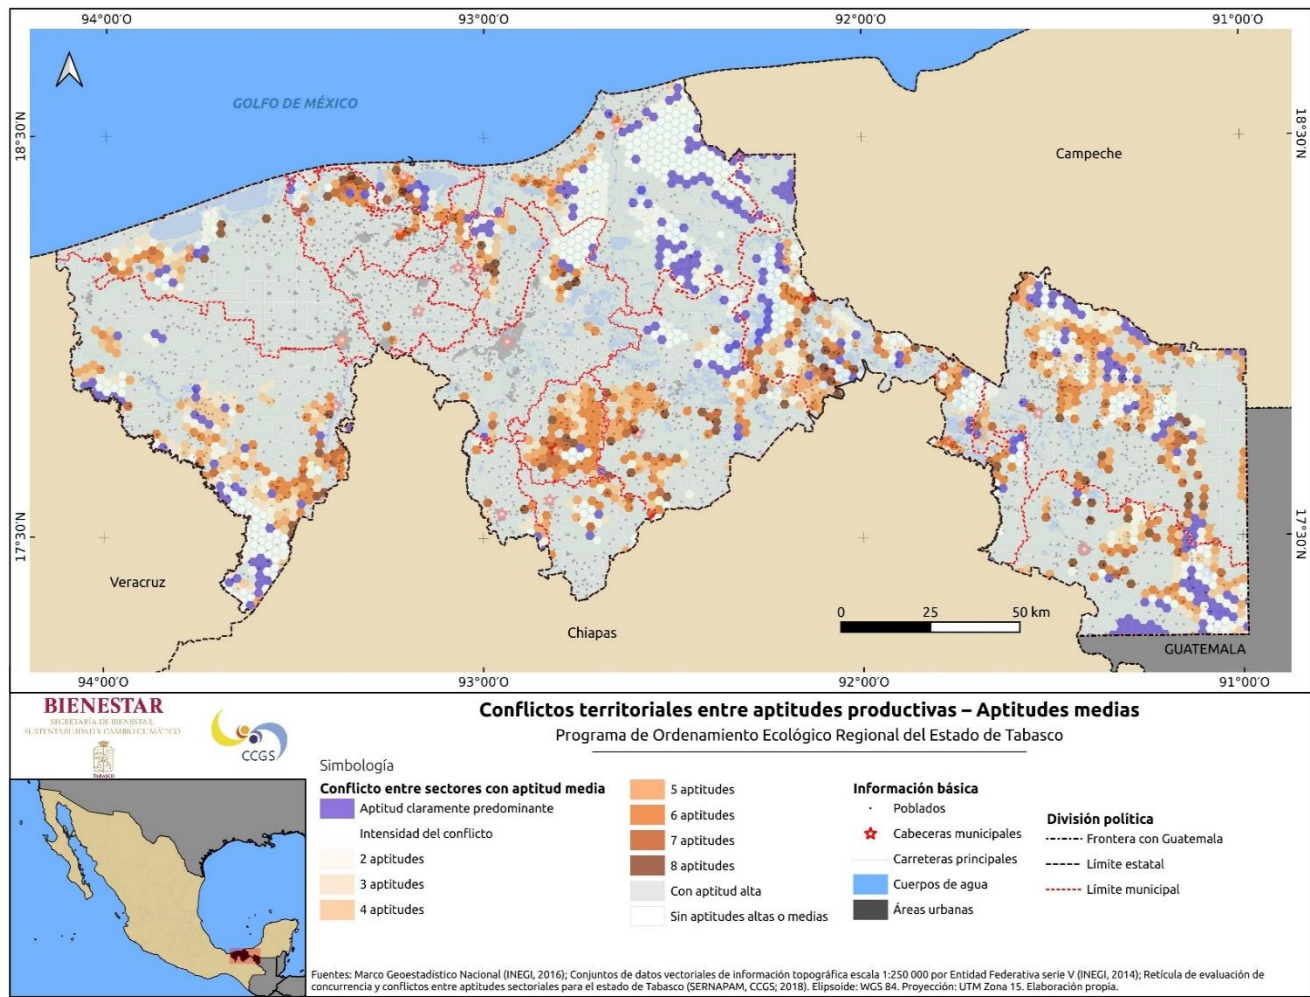 94°00'O 93°00'O 92°00'O 91°00'O
GOLFO DE MÉXICO
18°30'N 18°30'N
Campeche
17°30'N 17°30'N
Veracruz
0 25 50 km
Chiapas
GUATEMALA
94°00'O 93°00'O 92°00'O 91°00'O
BIENESTAR
SECRETARÍA DE BIENESTAR,
SUSTENTABILIDAD Y CAMBIO CLIMÁTICO
TABASCO
CCGS
Conflictos territoriales entre aptitudes productivas – Aptitudes medias
Programa de Ordenamiento Ecológico Regional del Estado de Tabasco
Simbología
Conflicto entre sectores con aptitud media
Aptitud claramente predominante
Intensidad del conflicto
2 aptitudes
3 aptitudes
4 aptitudes
5 aptitudes
6 aptitudes
7 aptitudes
8 aptitudes
Con aptitud alta
Sin aptitudes altas o medias
Información básica
Poblados
Cabeceras municipales
Carreteras principales
Cuerpos de agua
Áreas urbanas
División política
Frontera con Guatemala
Límite estatal
Límite municipal
Fuentes: Marco Geoestadístico Nacional (INEGI, 2016); Conjuntos de datos vectoriales de información topográfica escala 1:250 000 por Entidad Federativa serie V (INEGI, 2014); Retícula de evaluación de
concurrencia y conflictos entre aptitudes sectoriales para el estado de Tabasco (SERNAPAM, CCGS; 2018). Elipsoide: WGS 84. Proyección: UTM Zona 15. Elaboración propia.